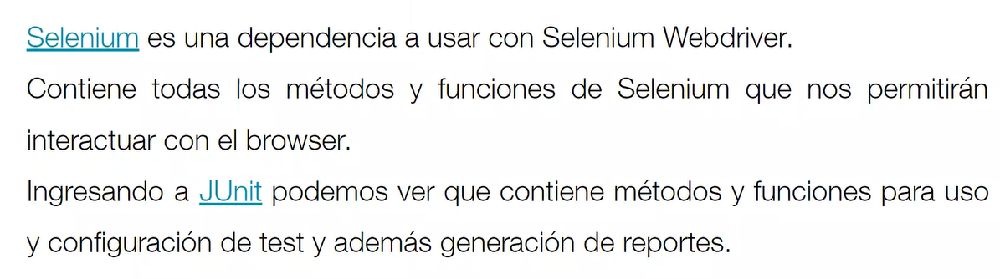 Selenium es una dependencia a usar con Selenium Webdriver.
Contiene todas los métodos y funciones de Selenium que nos permitirán
interactuar con el browser.
Ingresando a JUnit podemos ver que contiene métodos y funciones para uso
y configuración de test y además generación de reportes.